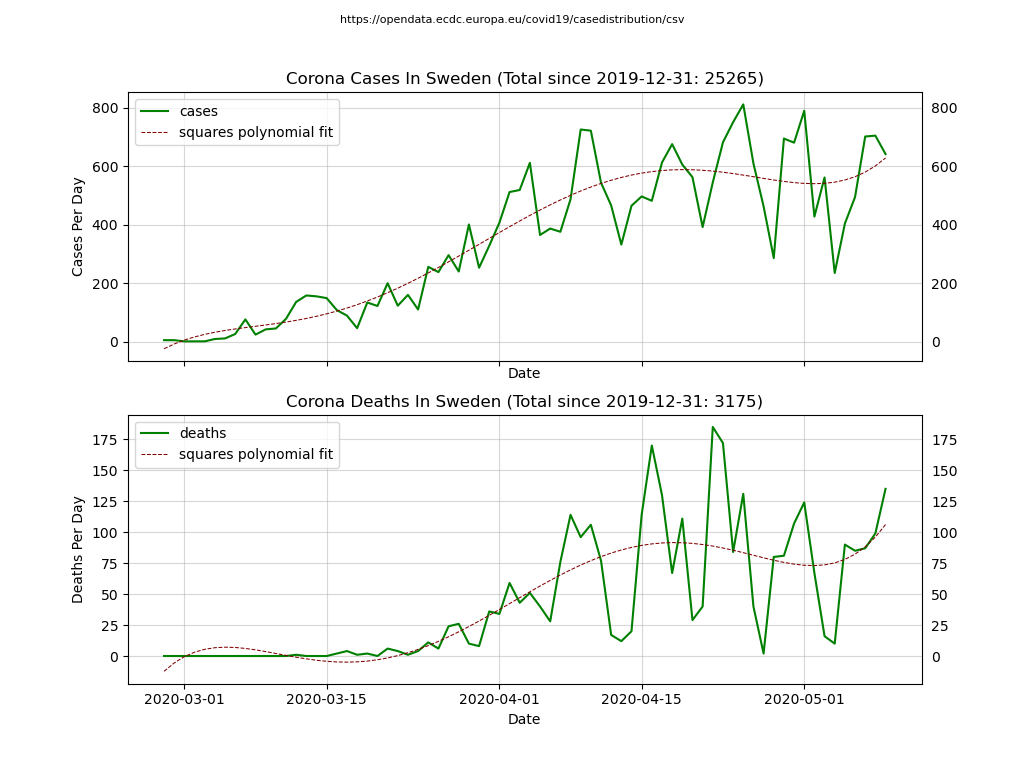 https://opendata.ecdc.europa.eu/covid19/casedistribution/csv
Corona Cases In Sweden (Total since 2019-12-31: 25265)
cases
squares polynomial fit
Cases Per Day
800
600
400
200
0
800
600
400
200
0
Date
Corona Deaths In Sweden (Total since 2019-12-31: 3175)
deaths
squares polynomial fit
Deaths Per Day
175
150
125
100
75
50
25
0
175
150
125
100
75
50
25
0
2020-03-01 2020-03-15 2020-04-01 2020-04-15 2020-05-01
Date